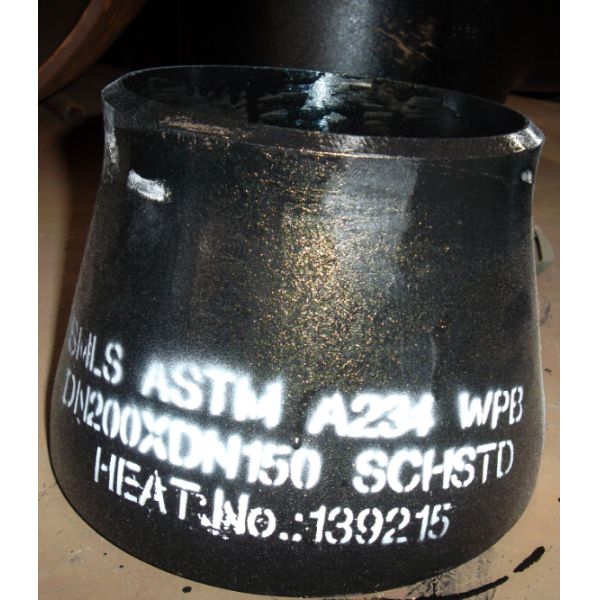 SMLS ASTM A234 WPB
DN200XDN150 SCHSTD
HEAT.No.:139215